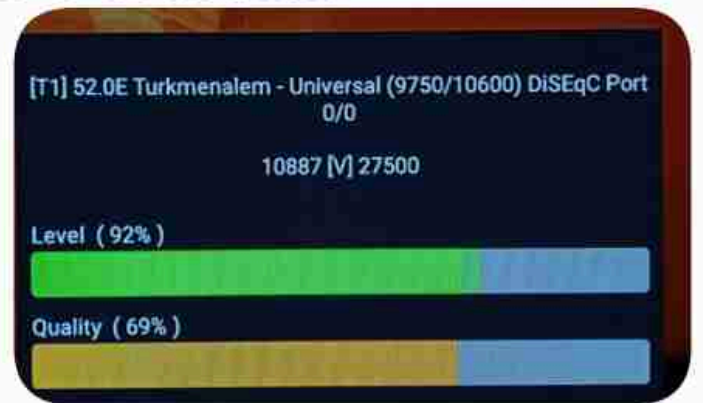 [T1] 52.0E Turkmenalem - Universal (9750/10600) DiSEqC Port
0/0
10887 [V] 27500
Level ( 92% )
Quality ( 69% )